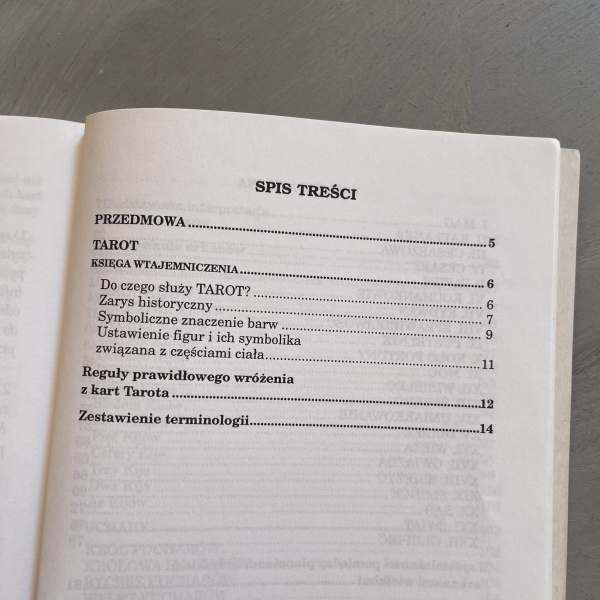 SPIS TREŚCI
PRZEDMOWA 5
TAROT
KSIĘGA WTAJEMNICZENIA 6
Do czego służy TAROT? 6
Zarys historyczny 7
Symboliczne znaczenie barw 9
Ustawienie figur i ich symbolika
związana z częściami ciała 11
Reguły prawidłowego wróżenia
z kart Tarota 12
Zestawienie terminologii 14